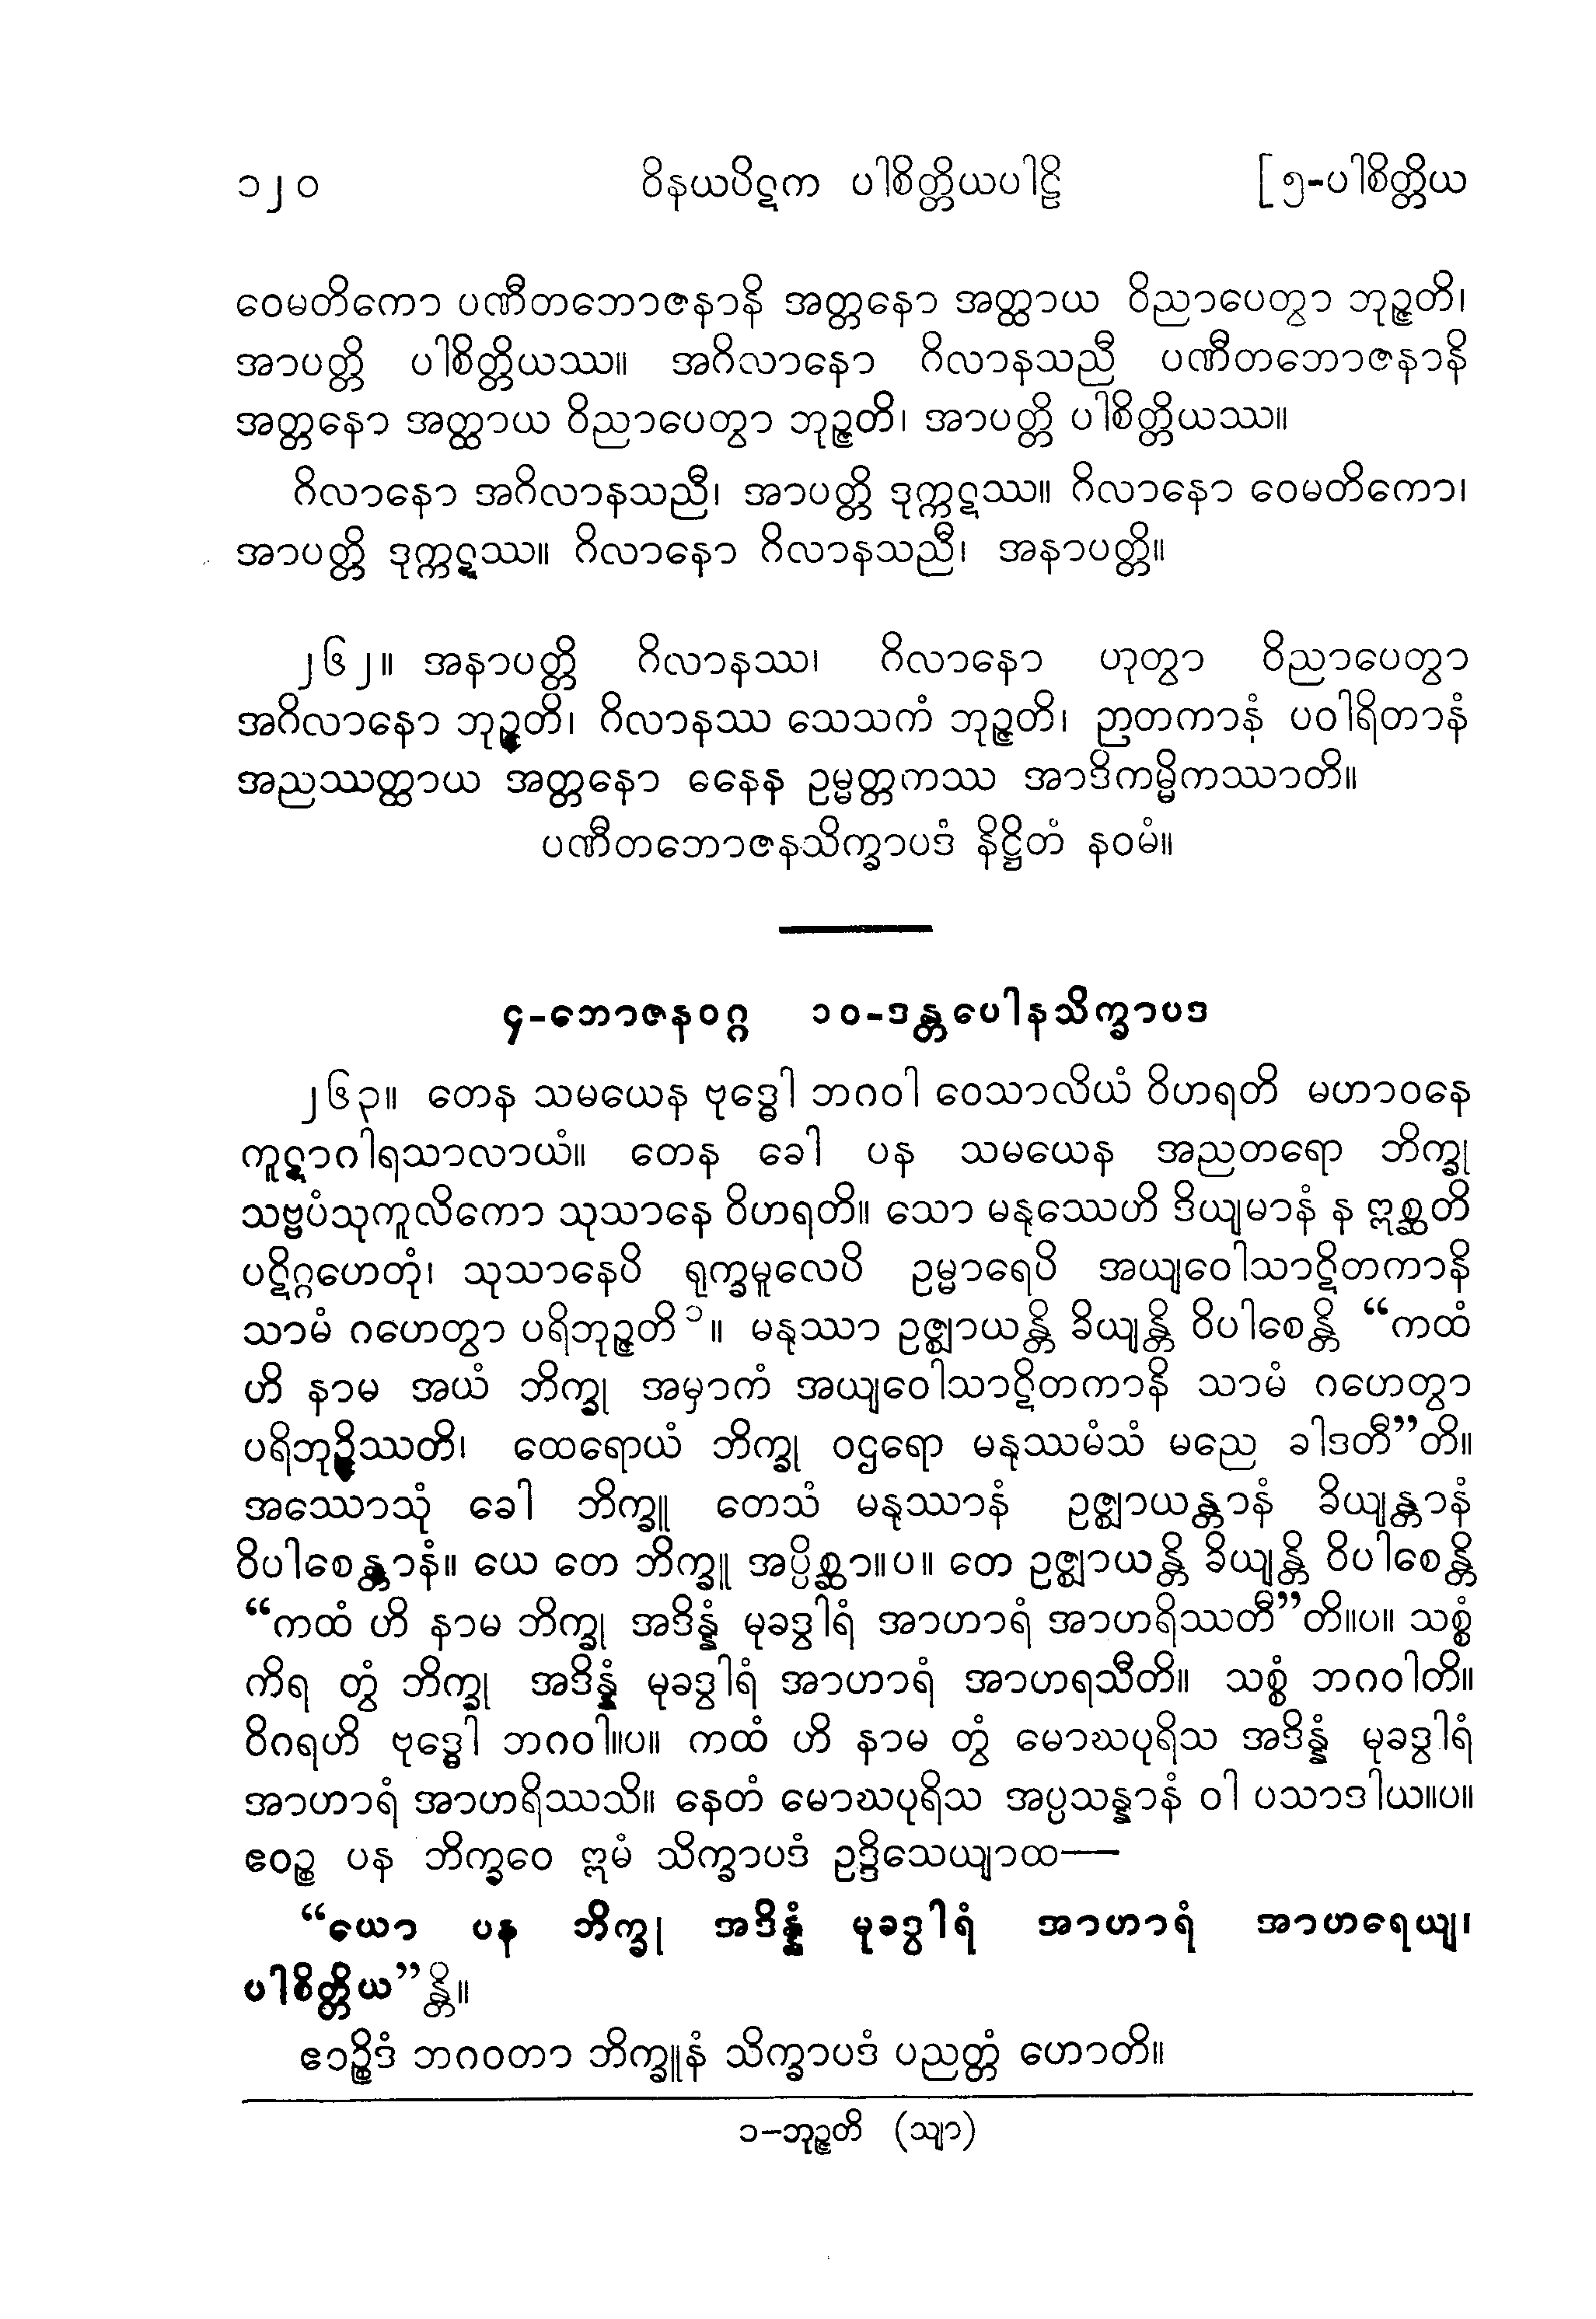 ၁၂၀ ဝိနယပိဋက ပါစိတ္တိယပါဠိ [ ၅-ပါစိတ္တိယ
ဝေမတိကော ပဏီတဘောဇနာနိ အတ္တနော အတ္ထာယ ဝိညာပေတွာ ဘုဉ္ဇတိ၊
အာပတ္တိ ပါစိတ္တိယဿ။ အဂိလာနော ဂိလာနသညီ ပဏီတဘောဇနာနိ
အတ္တနော အတ္ထာယ ဝိညာပေတွာ ဘုဉ္ဇတိ၊ အာပတ္တိ ပါစိတ္တိယဿ။
ဂိလာနော အဂိလာနသညီ၊ အာပတ္တိ ဒုက္ကဋဿ။ ဂိလာနော ဝေမတိကော၊
အာပတ္တိ ဒုက္ကဋဿ။ ဂိလာနော ဂိလာနသညီ၊ အနာပတ္တိ။
၂၆၂။ အနာပတ္တိ ဂိလာနဿ၊ ဂိလာနော ဟုတွာ ဝိညာပေတွာ
အဂိလာနော ဘုဉ္ဇတိ၊ ဂိလာနဿ သေသကံ ဘုဉ္ဇတိ၊ ဉာတကာနံ ပဝါရိတာနံ
အညဿတ္ထာယ အတ္တနော ဓနေန ဥမ္မတ္တကဿ အာဒိကမ္မိကဿာတိ။
ပဏီတဘောဇနသိက္ခာပဒံ နိဋ္ဌိတံ နဝမံ။
၄-ဘောဇနဝဂ္ဂ ၁၀-ဒန္တပေါနသိက္ခာပဒ
၂၆၃။ တေန သမယေန ဗုဒ္ဓေါ ဘဂဝါ ဝေသာလိယံ ဝိဟရတိ မဟာဝနေ
ကူဋာဂါရသာလာယံ။ တေန ခေါ ပန သမယေန အညတရော ဘိက္ခု
သဗ္ဗပံသုကူလိကော သုသာနေ ဝိဟရတိ။ သော မနုဿေဟိ ဒိယျမာနံ န ဣစ္ဆတိ
ပဋိဂ္ဂဟေတုံ၊ သုသာနေပိ ရုက္ခမူလေပိ ဥမ္မာရေပိ အယျဝေါသာဋိတကာနိ
သာမံ ဂဟေတွာ ပရိဘုဉ္ဇတိ ၁။ မနုဿာ ဥဇ္ဈာယန္တိ ခိယျန္တိ ဝိပါစေန္တိ “ကထံ
ဟိ နာမ အယံ ဘိက္ခု အမှာကံ အယျဝေါသာဋိတကာနိ သာမံ ဂဟေတွာ
ပရိဘုဉ္ဇိဿတိ၊ ထေရောယံ ဘိက္ခု ဝဌရော မနုဿမံသံ မညေ ခါဒတီ”တိ။
အဿောသုံ ခေါ ဘိက္ခူ တေသံ မနုဿာနံ ဥဇ္ဈာယန္တာနံ ခိယျန္တာနံ
ဝိပါစေန္တာနံ။ ယေ တေ ဘိက္ခူ အပ္ပိစ္ဆာ။ပ။ တေ ဥဇ္ဈာယန္တိ ခိယျန္တိ ဝိပါစေန္တိ
“ကထံ ဟိ နာမ ဘိက္ခု အဒိန္နံ မုခဒွါရံ အာဟာရံ အာဟရိဿတီ”တိ။ပ။ သစ္စံ
ကိရ တွံ ဘိက္ခု အဒိန္နံ မုခဒွါရံ အာဟာရံ အာဟရသီတိ။ သစ္စံ ဘဂဝါတိ။
ဝိဂရဟိ ဗုဒ္ဓေါ ဘဂဝါ။ပ။ ကထံ ဟိ နာမ တွံ မောဃပုရိသ အဒိန္နံ မုခဒွါရံ
အာဟာရံ အာဟရိဿသိ။ နေတံ မောဃပုရိသ အပ္ပသန္နာနံ ဝါ ပသာဒါယ။ပ။
ဧဝဉ္စ ပန ဘိက္ခဝေ ဣမံ သိက္ခာပဒံ ဥဒ္ဒိသေယျာထ—
“ယော ပန ဘိက္ခု အဒိန္နံ မုခဒွါရံ အာဟာရံ အာဟရေယျ၊
ပါစိတ္တိယ”န္တိ။
ဧဝဉ္စိဒံ ဘဂဝတာ ဘိက္ခူနံ သိက္ခာပဒံ ပညတ္တံ ဟောတိ။
၁-ဘုဉ္ဇတိ (သျာ)